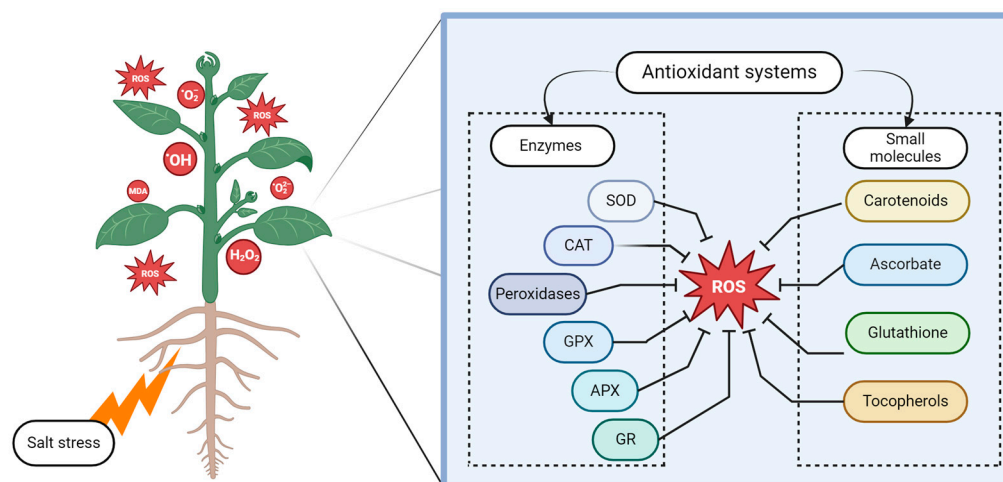 ROS
•O₂⁻
ROS
•OH
MDA
•O₂²⁻
H₂O₂
ROS
Salt stress
Antioxidant systems
Enzymes
SOD
CAT
Peroxidases
GPX
APX
GR
ROS
Small
molecules
Carotenoids
Ascorbate
Glutathione
Tocopherols